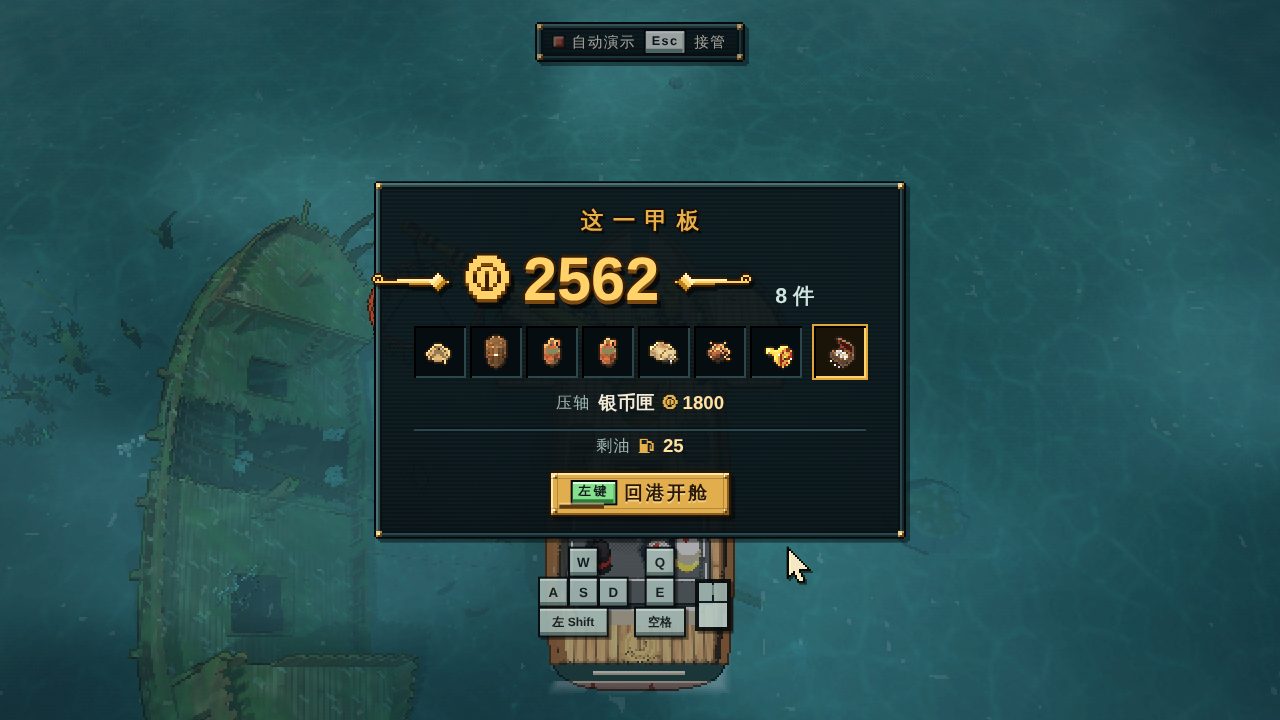 自动演示 Esc 接管
这一甲板
2562
8 件
压轴 银币匣 1800
剩油 25
左键 回港开舱
W Q
A S D E
左 Shift 空格